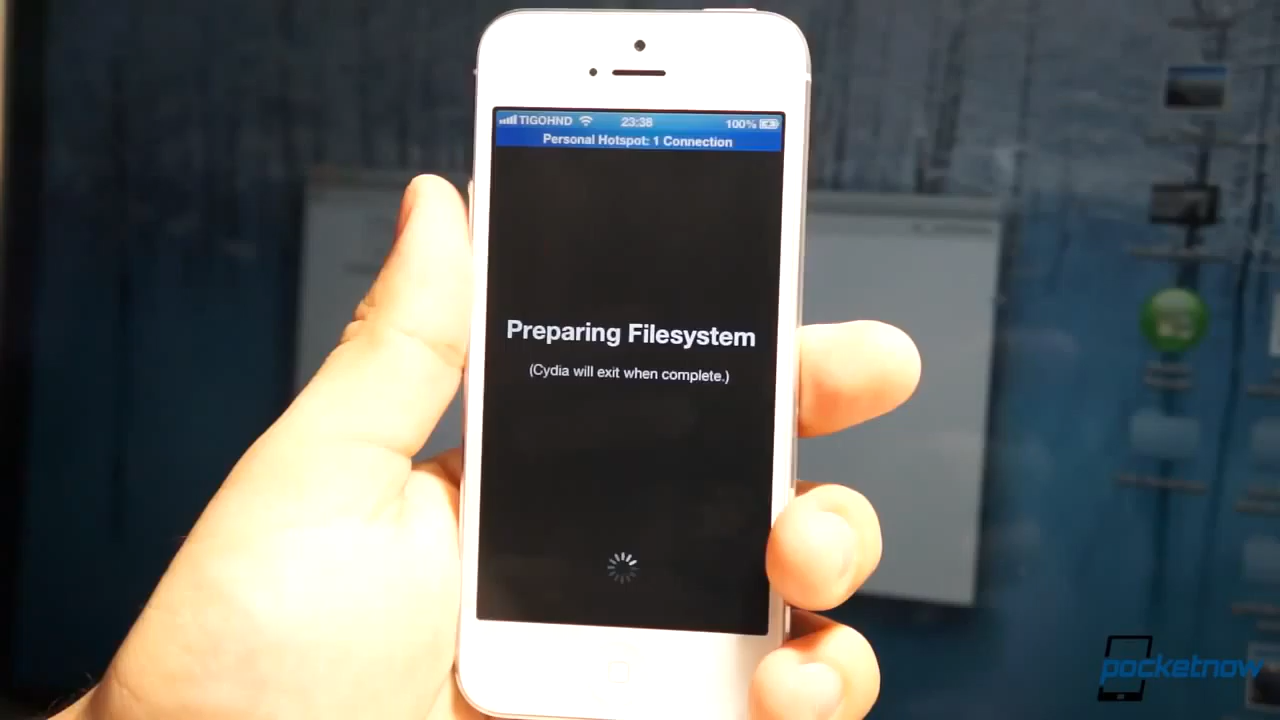 TIGOHND 23:38 100%
Personal Hotspot: 1 Connection
Preparing Filesystem
(Cydia will exit when complete.)
pocketnow